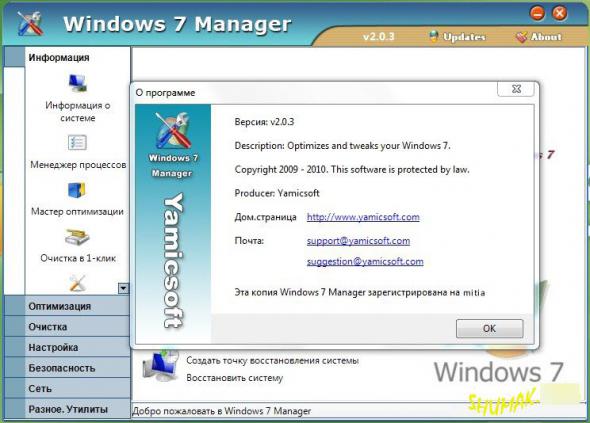 Windows 7 Manager
v2.0.3
Updates
About
Информация
Информация о
системе
Менеджер процессов
Мастер оптимизации
Очистка в 1-клик
Оптимизация
Очистка
Настройка
Безопасность
Сеть
Разное. Утилиты
О программе
Windows 7
Manager
Yamicsoft
Версия: v2.0.3
Description: Optimizes and tweaks your Windows 7.
Copyright 2009 - 2010. This software is protected by law.
Producer: Yamicsoft
Дом.страница http://www.yamicsoft.com
Почта: support@yamicsoft.com
suggestion@yamicsoft.com
Эта копия Windows 7 Manager зарегистрирована на mitia
OK
7
Создать точку восстановления системы
Восстановить систему
Windows 7
SHUMAK.
Добро пожаловать в Windows 7 Manager